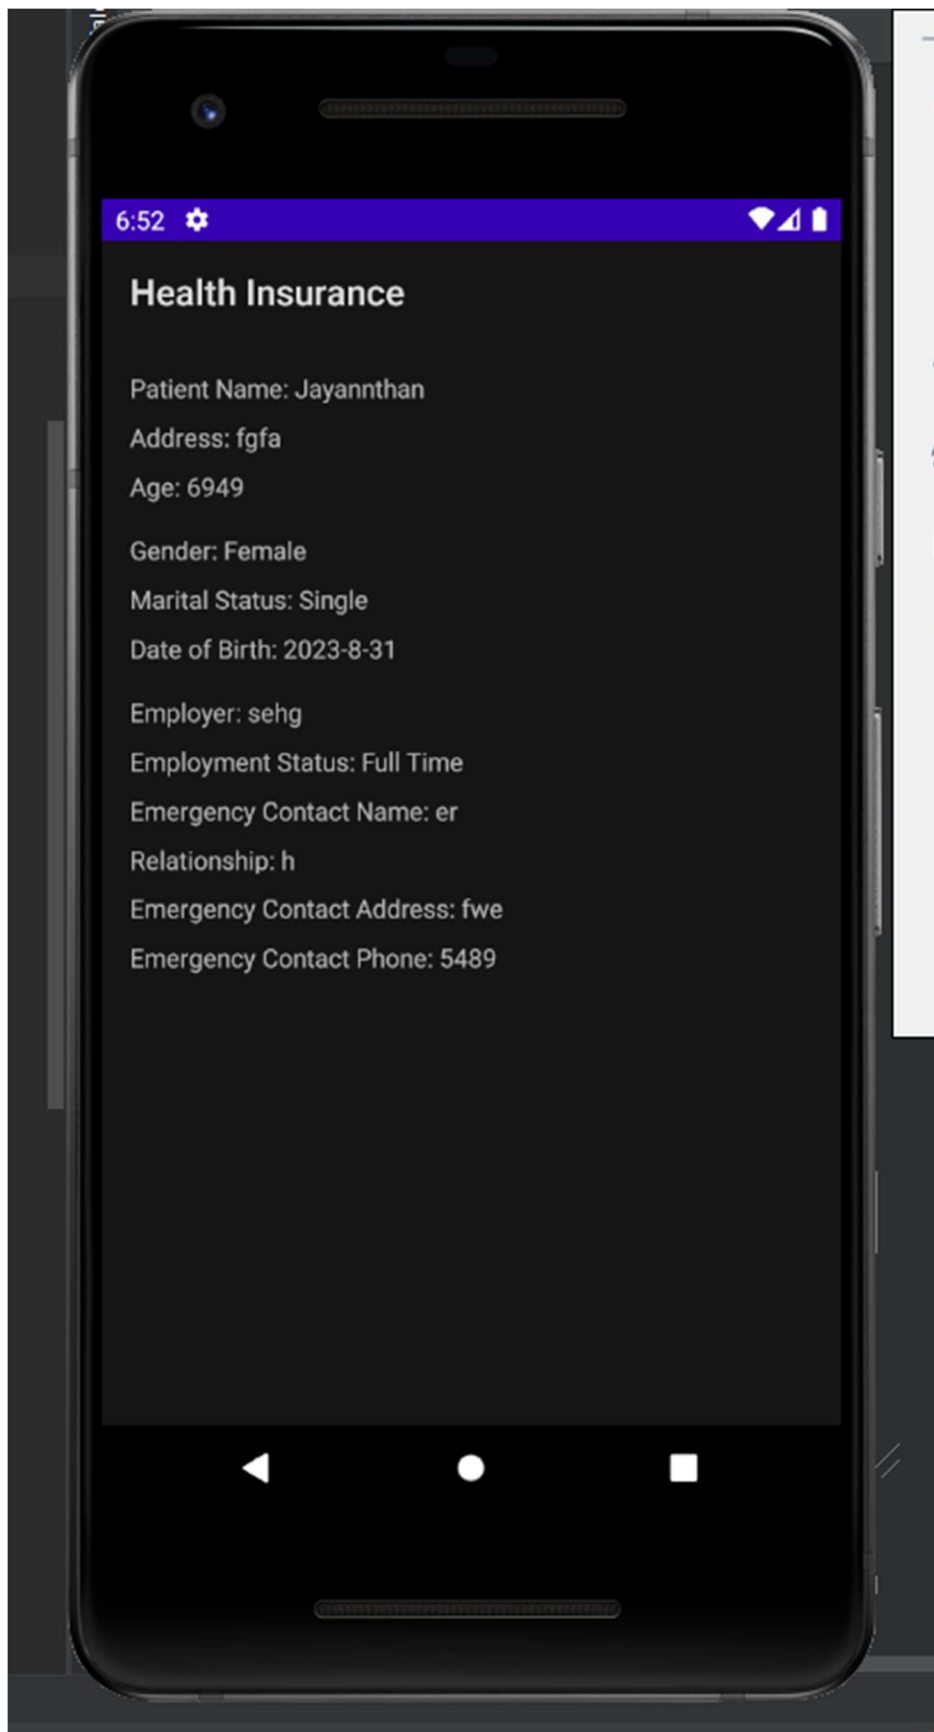 6:52
Health Insurance
Patient Name: Jayannthan
Address: fgfa
Age: 6949
Gender: Female
Marital Status: Single
Date of Birth: 2023-8-31
Employer: sehg
Employment Status: Full Time
Emergency Contact Name: er
Relationship: h
Emergency Contact Address: fwe
Emergency Contact Phone: 5489